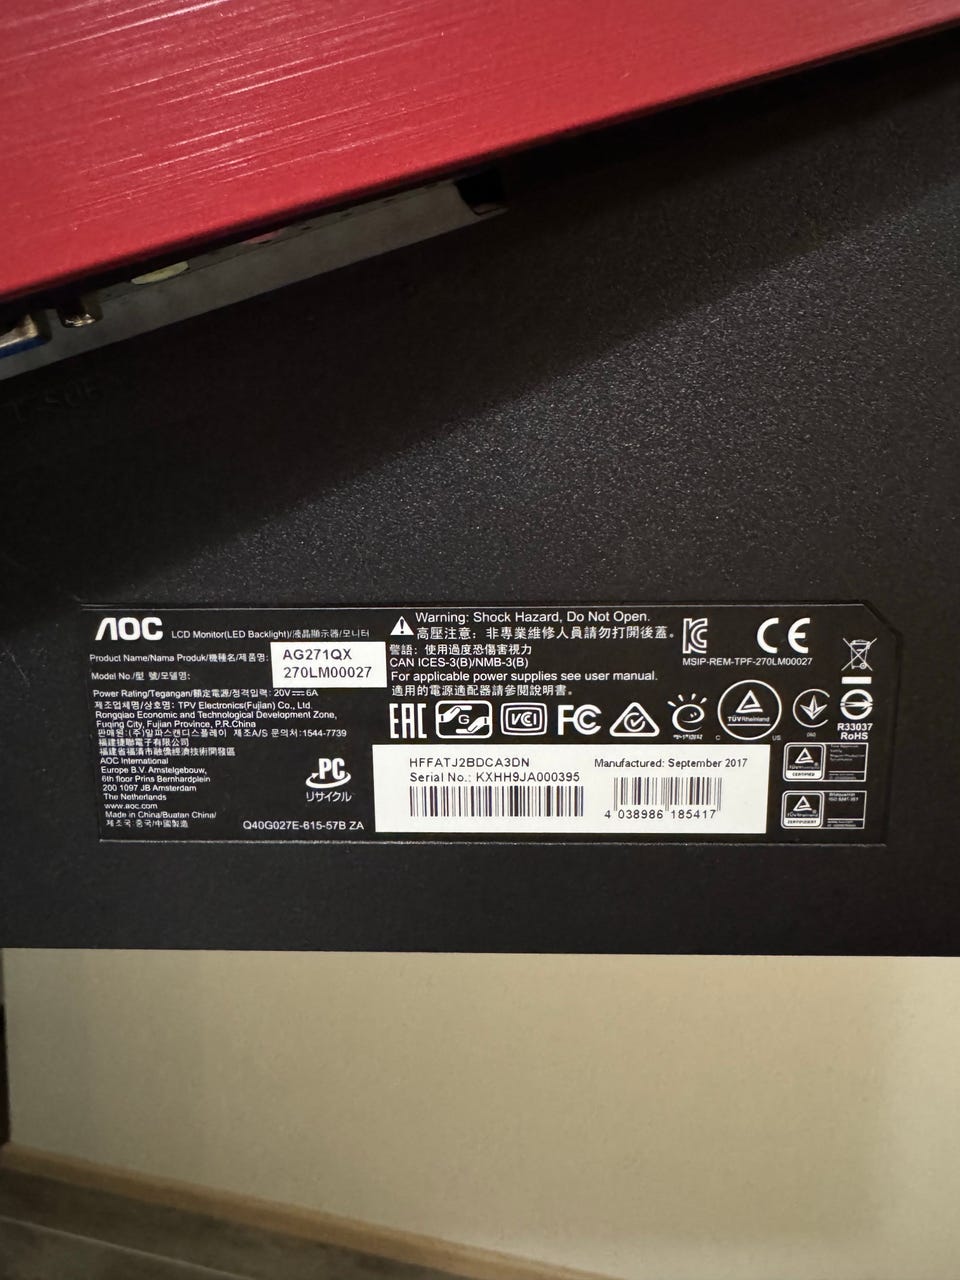 AOC LCD Monitor(LED Backlight)/液晶顯示器/모니터
Product Name/Nama Produk/機種名/제품명: AG271QX
Model No./型 號/모델명: 270LM00027
Power Rating/Tegangan/額定電源/정격입력: 20V⎓6A
제조업체명/상호명: TPV Electronics(Fujian) Co., Ltd.
Rongqiao Economic and Technological Development Zone,
Fuqing City, Fujian Province, P.R.China
판매원: (주)알파스캔디스플레이 제조A/S 문의처:1544-7739
福建捷聯電子有限公司
福建省福清市融僑經濟技術開發區
AOC International
Europe B.V. Amstelgebouw,
6th floor Prins Bernhardplein
200 1097 JB Amsterdam
The Netherlands
www.aoc.com
Made in China/Buatan China/
제조국:중국/中國製造
PC
リサイクル
Q40G027E-615-57B ZA
Warning: Shock Hazard, Do Not Open.
高壓注意: 非專業維修人員請勿打開後蓋。
警語: 使用過度恐傷害視力
CAN ICES-3(B)/NMB-3(B)
For applicable power supplies see user manual.
適用的電源適配器請參閱說明書。
MSIP-REM-TPF-270LM00027
CE
EAC
G
VCI
FC
TÜVRheinland
C US
R33037
RoHS
HFFATJ2BDCA3DN
Serial No.: KXHH9JA000395
Manufactured: September 2017
4 038986 185417
TÜVRheinland
CERTIFIED
TÜVRheinland